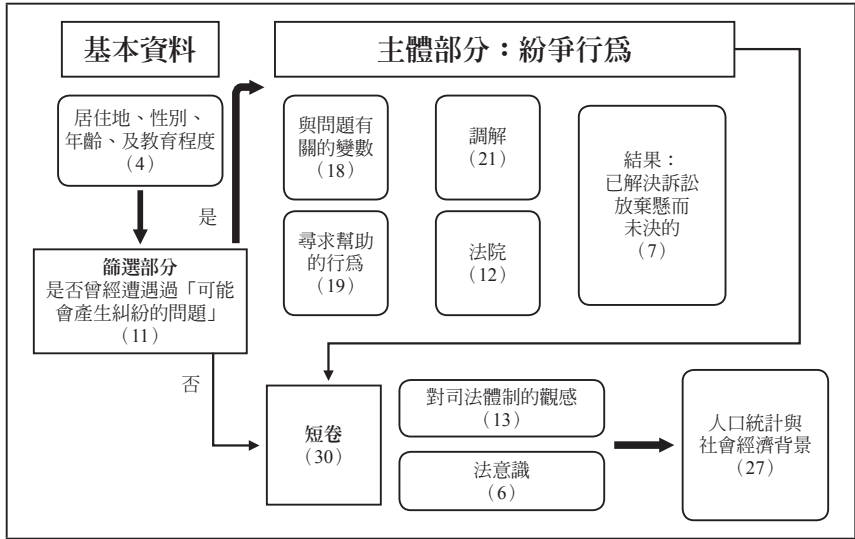 基本資料
主體部分：紛爭行爲
居住地、性別、
年齡、及教育程度
（4）
與問題有
關的變數
（18）
調解
（21）
結果：
已解決訴訟
放棄懸而
未決的
（7）
是
尋求幫助
的行爲
（19）
法院
（12）
篩選部分
是否曾經遭遇過「可能
會產生糾紛的問題」
（11）
否
短卷
（30）
對司法體制的觀感
（13）
法意識
（6）
人口統計與
社會經濟背景
（27）